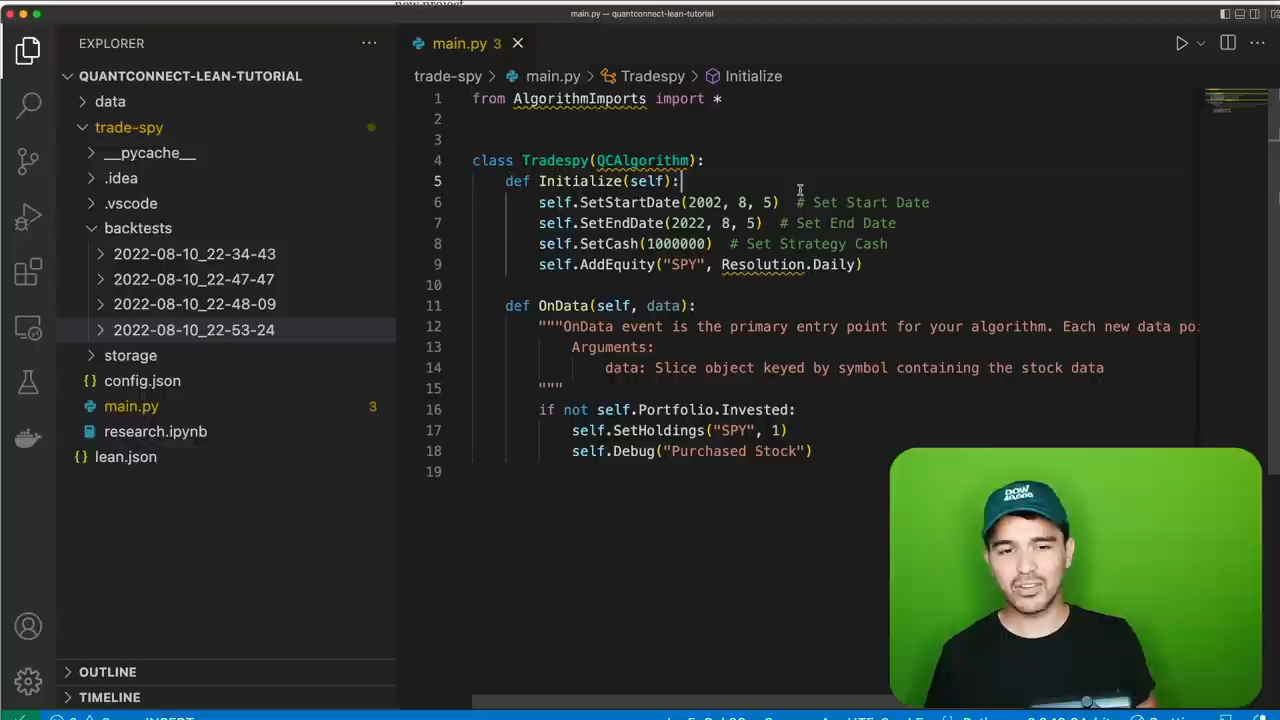 new project
main.py — quantconnect-lean-tutorial
EXPLORER
QUANTCONNECT-LEAN-TUTORIAL
data
trade-spy
__pycache__
.idea
.vscode
backtests
2022-08-10_22-34-43
2022-08-10_22-47-47
2022-08-10_22-48-09
2022-08-10_22-53-24
storage
config.json
main.py 3
research.ipynb
lean.json
OUTLINE
TIMELINE
main.py 3
trade-spy > main.py > Tradespy > Initialize
1 from AlgorithmImports import *
2
3
4 class Tradespy(QCAlgorithm):
5 def Initialize(self):
6 self.SetStartDate(2002, 8, 5) # Set Start Date
7 self.SetEndDate(2022, 8, 5) # Set End Date
8 self.SetCash(1000000) # Set Strategy Cash
9 self.AddEquity("SPY", Resolution.Daily)
10
11 def OnData(self, data):
12 """OnData event is the primary entry point for your algorithm. Each new data poi
13 Arguments:
14 data: Slice object keyed by symbol containing the stock data
15 """
16 if not self.Portfolio.Invested:
17 self.SetHoldings("SPY", 1)
18 self.Debug("Purchased Stock")
19
DOW
40,000